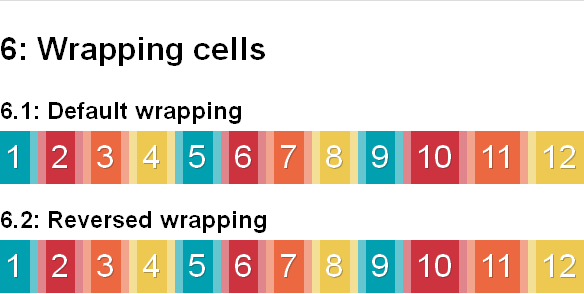 6: Wrapping cells
6.1: Default wrapping
1 2 3 4 5 6 7 8 9 10 11 12
6.2: Reversed wrapping
1 2 3 4 5 6 7 8 9 10 11 12